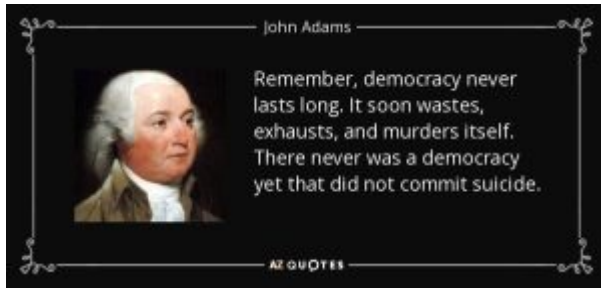 John Adams
Remember, democracy never
lasts long. It soon wastes,
exhausts, and murders itself.
There never was a democracy
yet that did not commit suicide.
AZ QUOTES